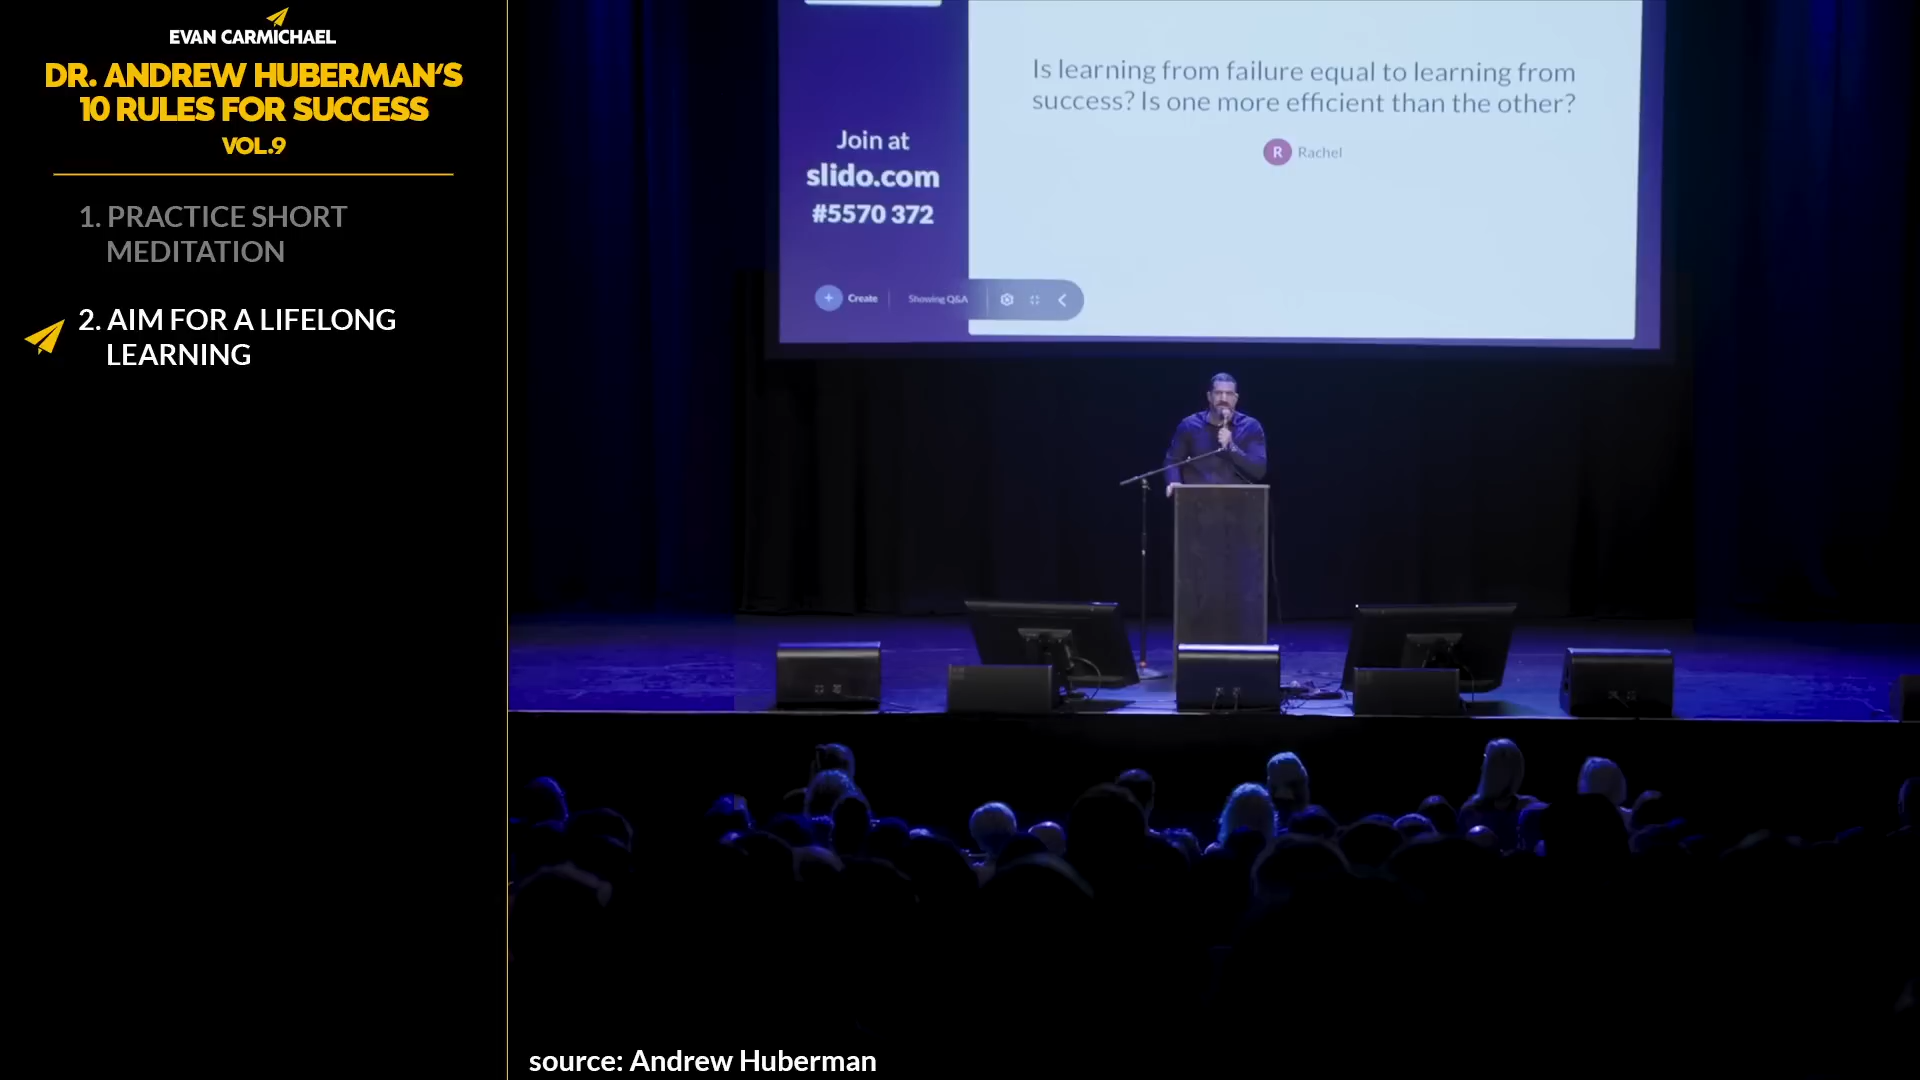 EVAN CARMICHAEL
DR. ANDREW HUBERMAN'S
10 RULES FOR SUCCESS
VOL.9
1. PRACTICE SHORT
MEDITATION
2. AIM FOR A LIFELONG
LEARNING
Is learning from failure equal to learning from
success? Is one more efficient than the other?
R Rachel
Join at
slido.com
#5570 372
Create
Showing Q&A
source: Andrew Huberman